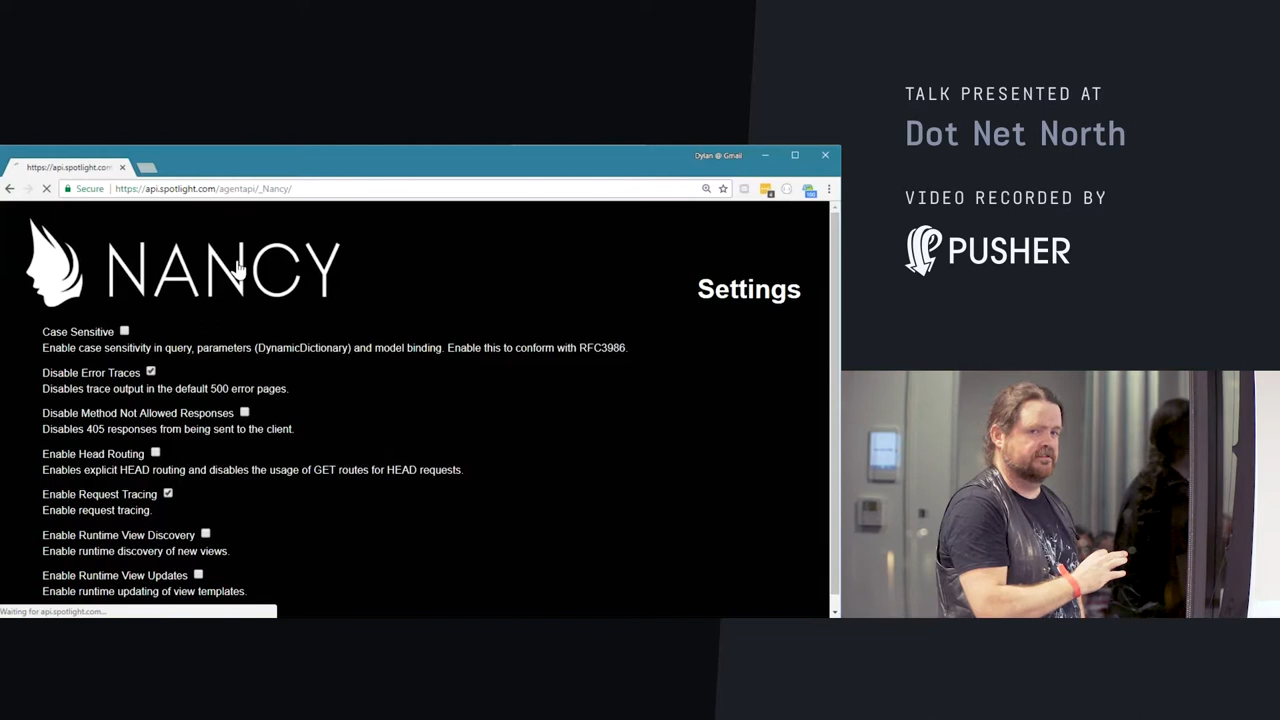 TALK PRESENTED AT
Dot Net North
VIDEO RECORDED BY
PUSHER
Dylan @ Gmail
https://api.spotlight.com
Secure https://api.spotlight.com/agentapi/_Nancy/
NANCY
Settings
Case Sensitive
Enable case sensitivity in query, parameters (DynamicDictionary) and model binding. Enable this to conform with RFC3986.
Disable Error Traces
Disables trace output in the default 500 error pages.
Disable Method Not Allowed Responses
Disables 405 responses from being sent to the client.
Enable Head Routing
Enables explicit HEAD routing and disables the usage of GET routes for HEAD requests.
Enable Request Tracing
Enable request tracing.
Enable Runtime View Discovery
Enable runtime discovery of new views.
Enable Runtime View Updates
Enable runtime updating of view templates.
Waiting for api.spotlight.com...